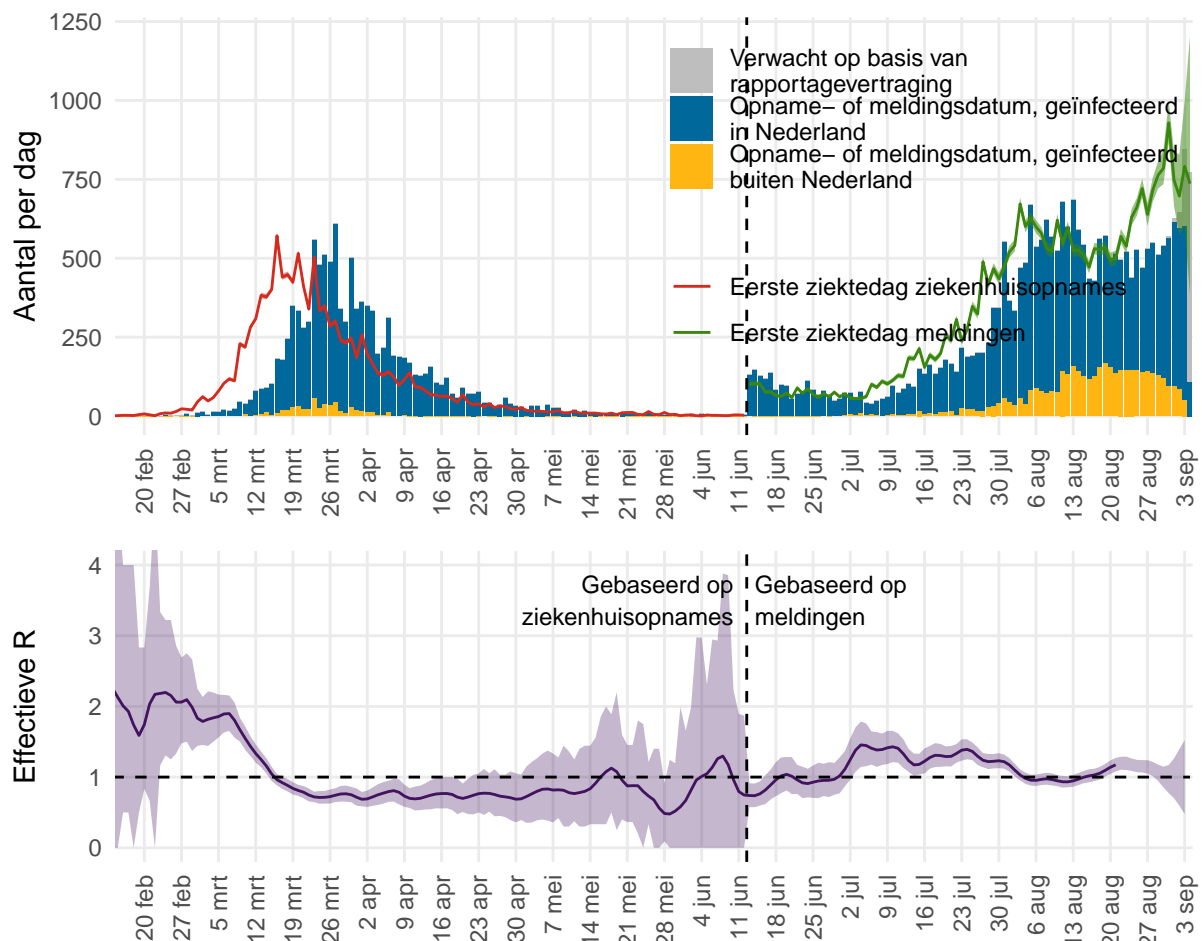 1250
1000
750
500
250
0
Aantal per dag
Verwacht op basis van
rapportagevertraging
Opname– of meldingsdatum, geïnfecteerd
in Nederland
Opname– of meldingsdatum, geïnfecteerd
buiten Nederland
Eerste ziektedag ziekenhuisopnames
Eerste ziektedag meldingen
20 feb
27 feb
5 mrt
12 mrt
19 mrt
26 mrt
2 apr
9 apr
16 apr
23 apr
30 apr
7 mei
14 mei
21 mei
28 mei
4 jun
11 jun
18 jun
25 jun
2 jul
9 jul
16 jul
23 jul
30 jul
6 aug
13 aug
20 aug
27 aug
3 sep
4
3
2
1
0
Effectieve R
Gebaseerd op
ziekenhuisopnames
Gebaseerd op
meldingen
20 feb
27 feb
5 mrt
12 mrt
19 mrt
26 mrt
2 apr
9 apr
16 apr
23 apr
30 apr
7 mei
14 mei
21 mei
28 mei
4 jun
11 jun
18 jun
25 jun
2 jul
9 jul
16 jul
23 jul
30 jul
6 aug
13 aug
20 aug
27 aug
3 sep